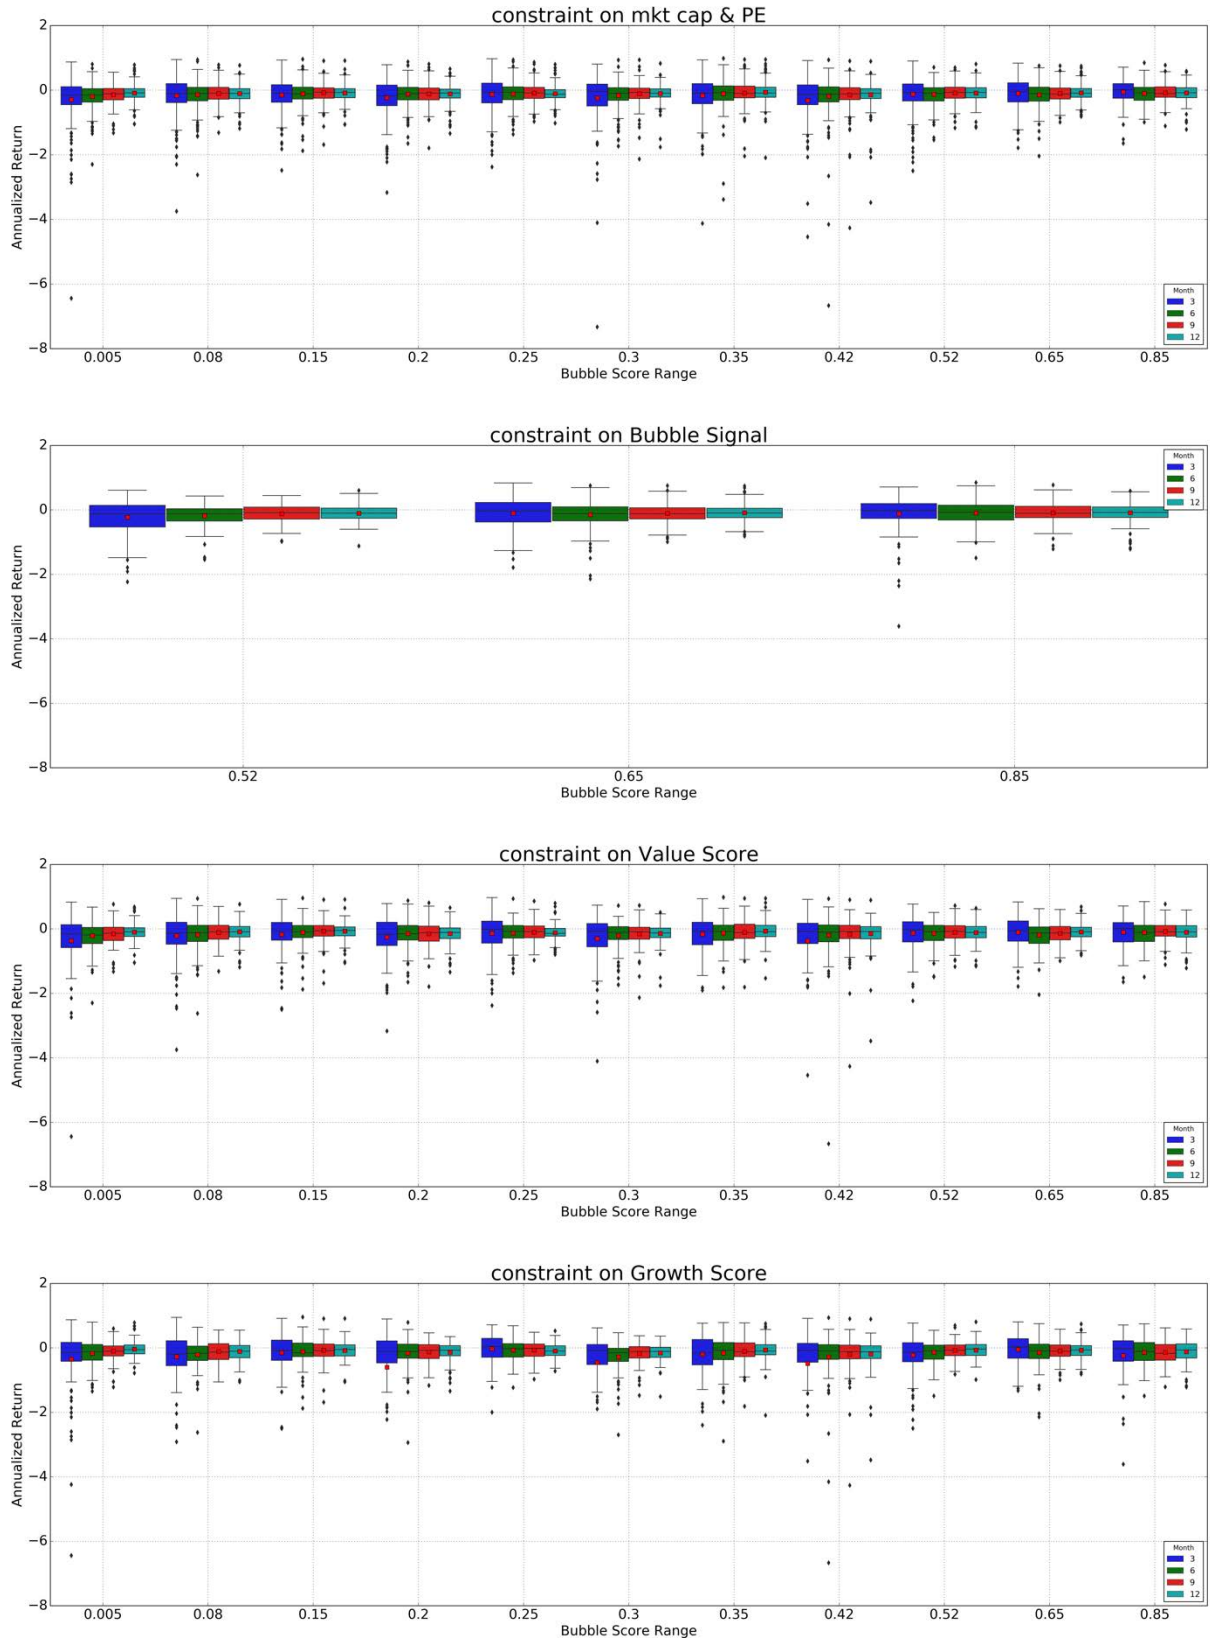 constraint on mkt cap & PE
2
0
−2
−4
−6
−8
Annualized Return
Month
3
6
9
12
0.005 0.08 0.15 0.2 0.25 0.3 0.35 0.42 0.52 0.65 0.85
Bubble Score Range
constraint on Bubble Signal
2
0
−2
−4
−6
−8
Annualized Return
Month
3
6
9
12
0.52 0.65 0.85
Bubble Score Range
constraint on Value Score
2
0
−2
−4
−6
−8
Annualized Return
Month
3
6
9
12
0.005 0.08 0.15 0.2 0.25 0.3 0.35 0.42 0.52 0.65 0.85
Bubble Score Range
constraint on Growth Score
2
0
−2
−4
−6
−8
Annualized Return
Month
3
6
9
12
0.005 0.08 0.15 0.2 0.25 0.3 0.35 0.42 0.52 0.65 0.85
Bubble Score Range